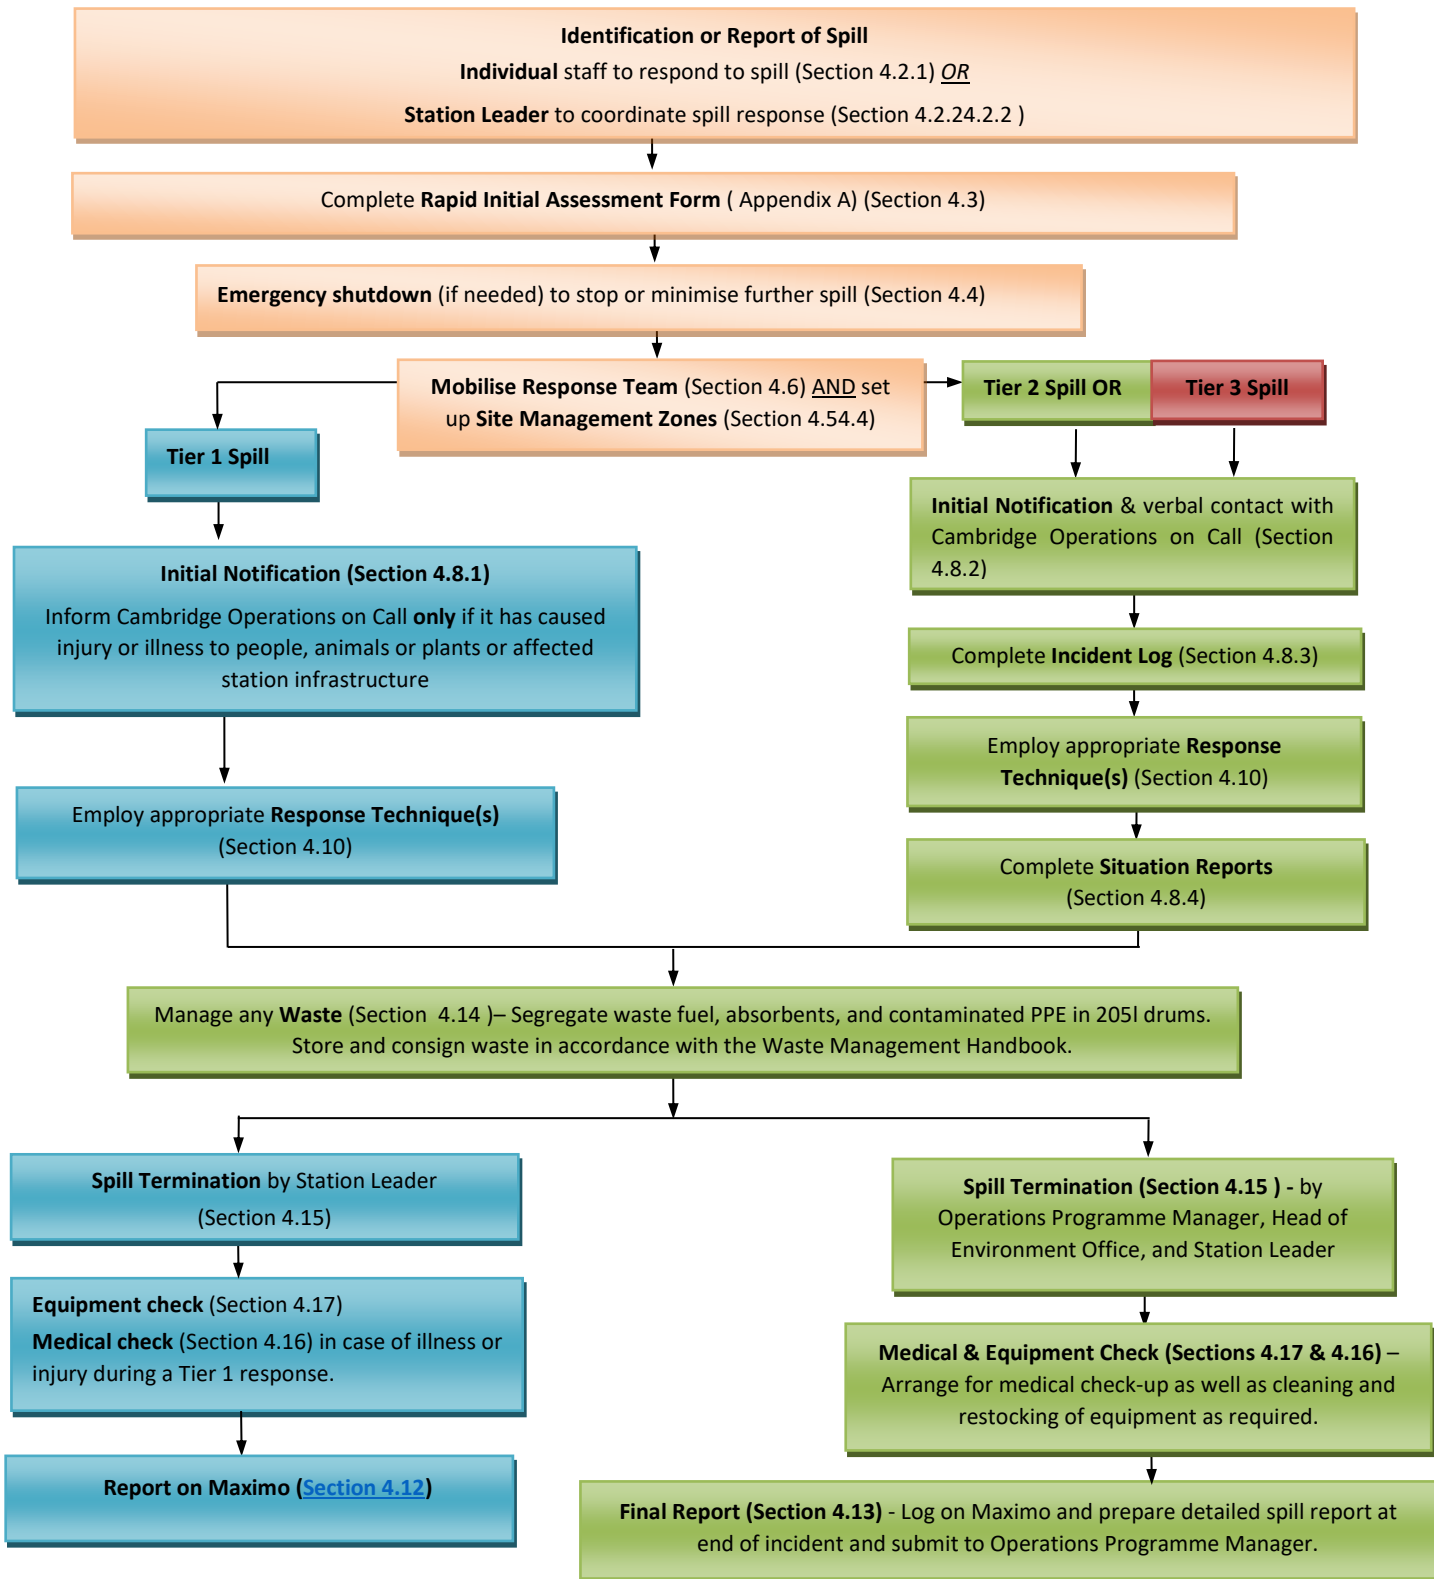 Identification or Report of Spill
Individual staff to respond to spill (Section 4.2.1) OR
Station Leader to coordinate spill response (Section 4.2.24.2.2 )
Complete Rapid Initial Assessment Form ( Appendix A) (Section 4.3)
Emergency shutdown (if needed) to stop or minimise further spill (Section 4.4)
Mobilise Response Team (Section 4.6) AND set
up Site Management Zones (Section 4.54.4)
Tier 2 Spill OR
Tier 3 Spill
Tier 1 Spill
Initial Notification (Section 4.8.1)
Inform Cambridge Operations on Call only if it has caused
injury or illness to people, animals or plants or affected
station infrastructure
Employ appropriate Response Technique(s)
(Section 4.10)
Initial Notification & verbal contact with
Cambridge Operations on Call (Section
4.8.2)
Complete Incident Log (Section 4.8.3)
Employ appropriate Response
Technique(s) (Section 4.10)
Complete Situation Reports
(Section 4.8.4)
Manage any Waste (Section 4.14 )– Segregate waste fuel, absorbents, and contaminated PPE in 205l drums.
Store and consign waste in accordance with the Waste Management Handbook.
Spill Termination by Station Leader
(Section 4.15)
Equipment check (Section 4.17)
Medical check (Section 4.16) in case of illness or
injury during a Tier 1 response.
Report on Maximo (Section 4.12)
Spill Termination (Section 4.15 ) - by
Operations Programme Manager, Head of
Environment Office, and Station Leader
Medical & Equipment Check (Sections 4.17 & 4.16) –
Arrange for medical check-up as well as cleaning and
restocking of equipment as required.
Final Report (Section 4.13) - Log on Maximo and prepare detailed spill report at
end of incident and submit to Operations Programme Manager.